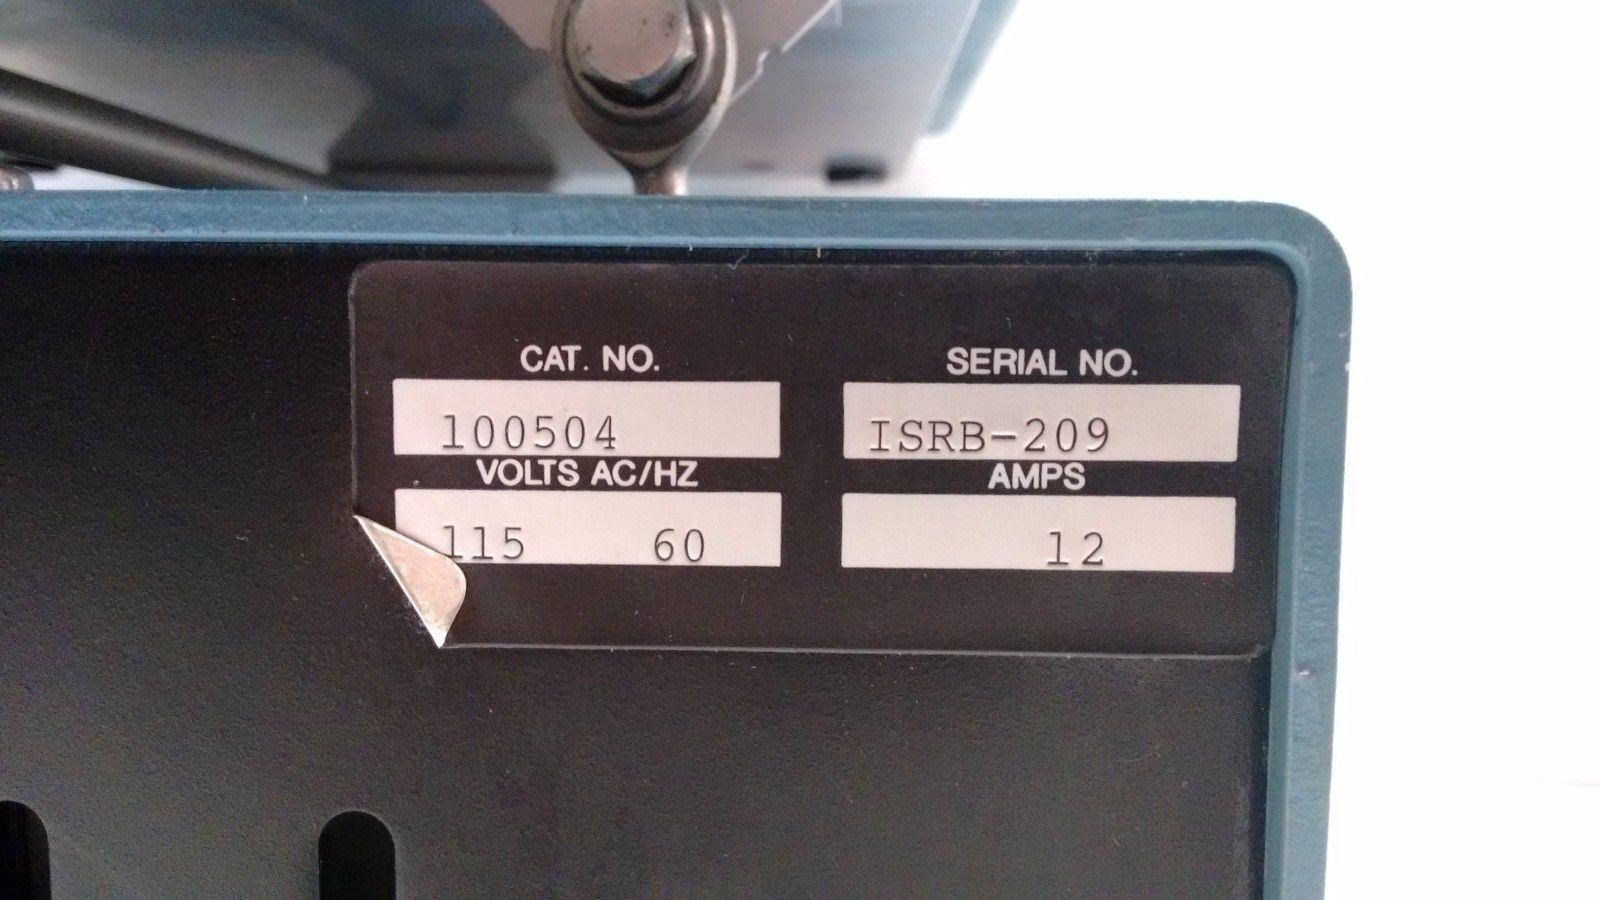 CAT. NO. SERIAL NO.
100504 ISRB-209
VOLTS AC/HZ AMPS
115 60 12